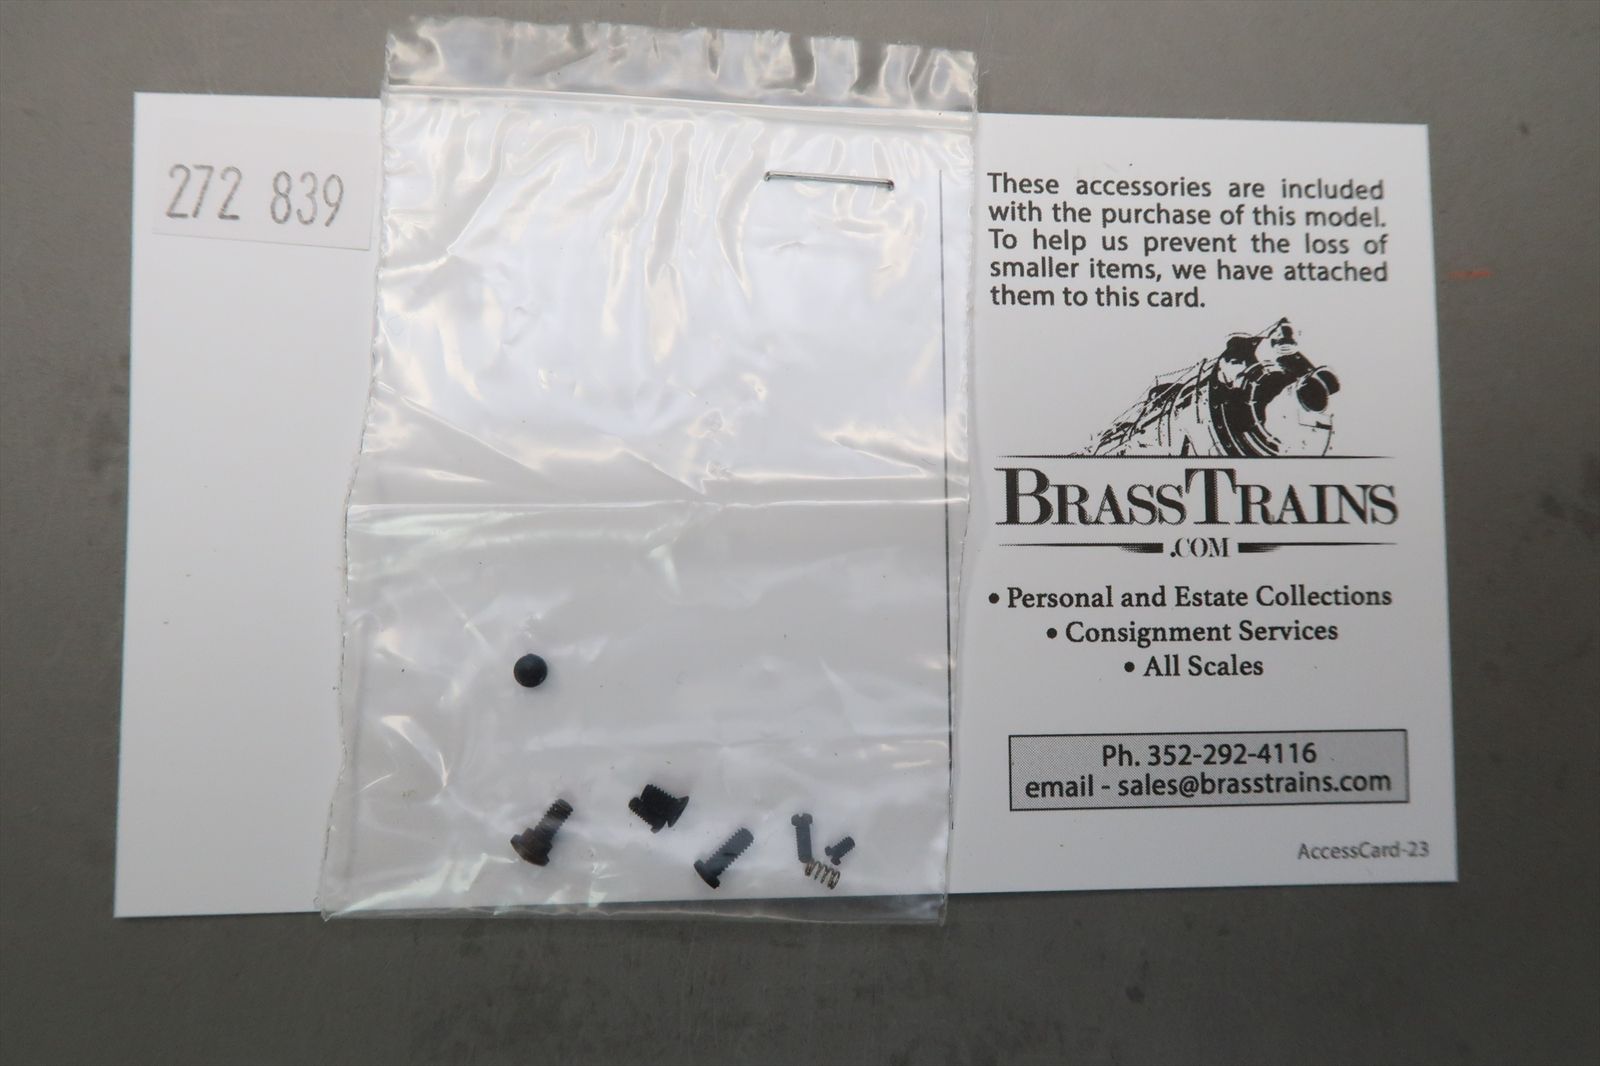 272 839
These accessories are included
with the purchase of this model.
To help us prevent the loss of
smaller items, we have attached
them to this card.
BRASSTRAINS
.COM
• Personal and Estate Collections
• Consignment Services
• All Scales
Ph. 352-292-4116
email - sales@brasstrains.com
AccessCard-23